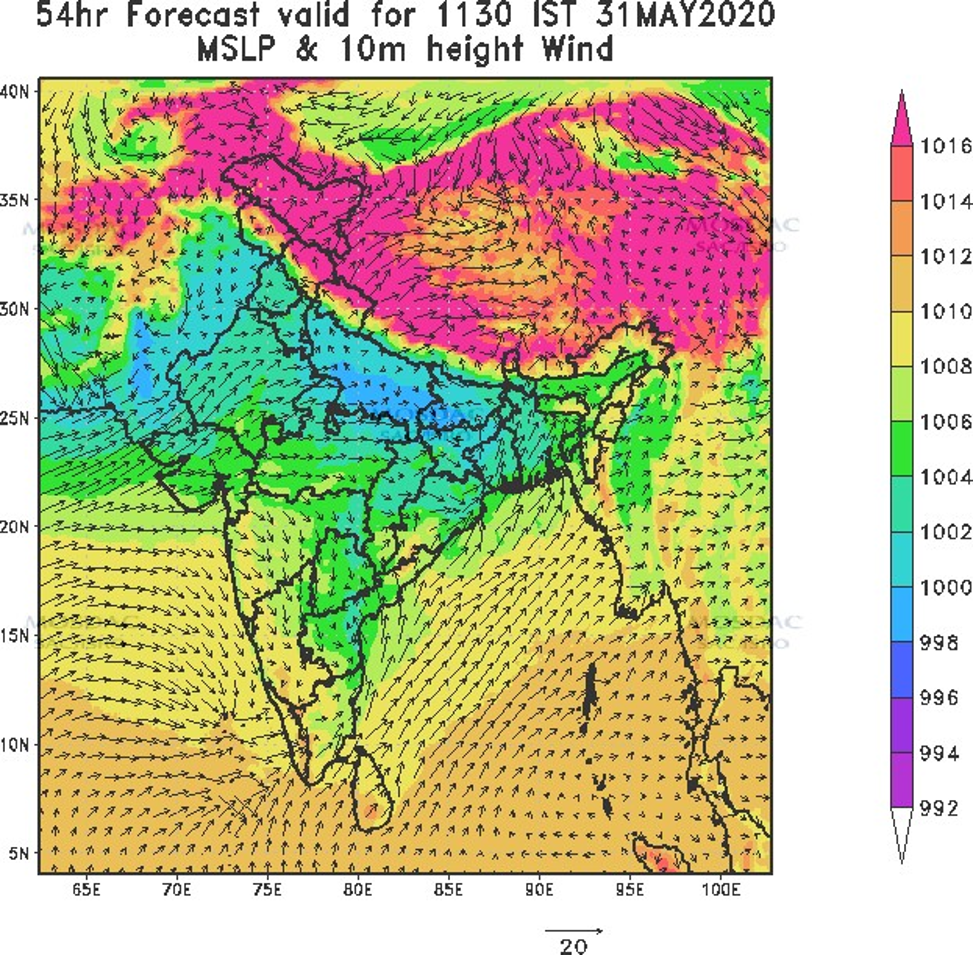 54hr Forecast valid for 1130 IST 31MAY2020
MSLP & 10m height Wind
40N
35N
30N
25N
20N
15N
10N
5N
65E 70E 75E 80E 85E 90E 95E 100E
20
1016
1014
1012
1010
1008
1006
1004
1002
1000
998
996
994
992